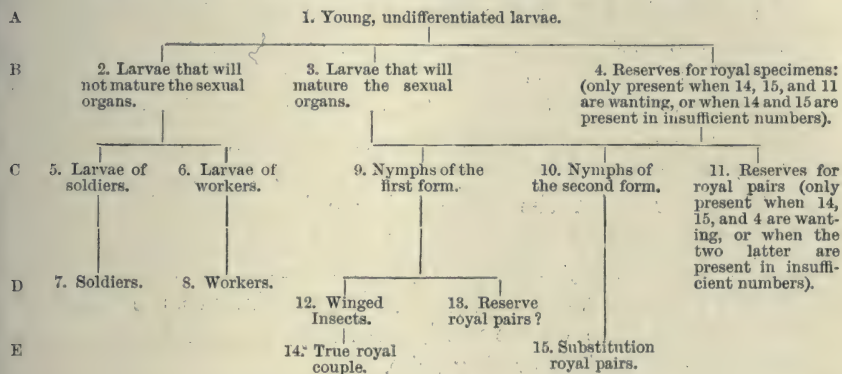 A
1. Young, undifferentiated larvae.
B
2. Larvae that will
not mature the sexual
organs.
3. Larvae that will
mature the sexual
organs.
4. Reserves for royal specimens:
(only present when 14, 15, and 11
are wanting, or when 14 and 15 are
present in insufficient numbers).
C
5. Larvae of
soldiers.
6. Larvae of
workers.
9. Nymphs of the
first form.
10. Nymphs of
the second form.
11. Reserves for
royal pairs (only
present when 14,
15, and 4 are want-
ing, or when the
two latter are
present in insuffi-
cient numbers).
D
7. Soldiers.
8. Workers.
12. Winged
Insects.
13. Reserve
royal pairs?
E
14. True royal
couple.
15. Substitution
royal pairs.